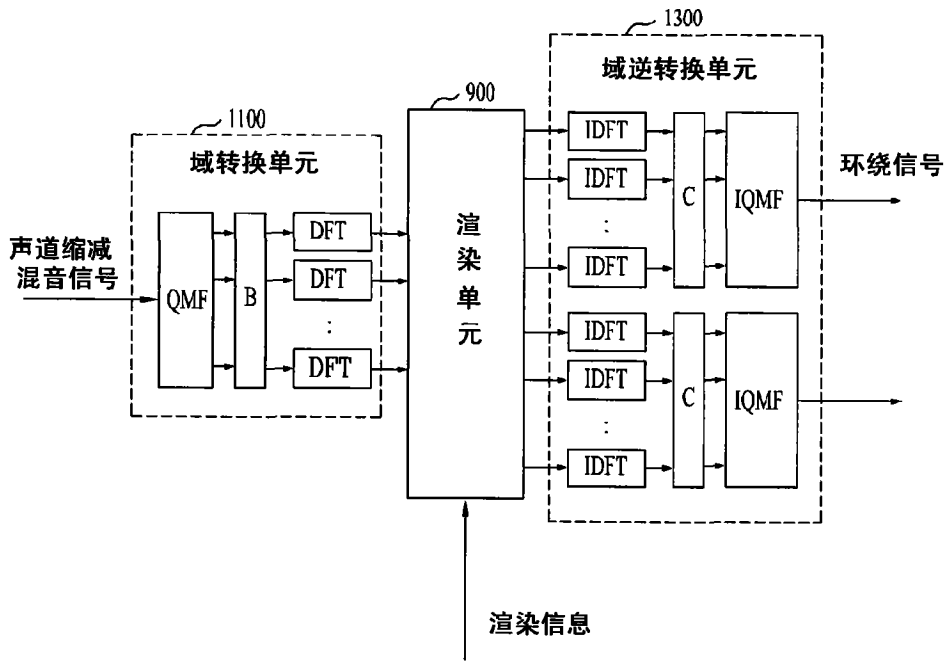 1300
域逆转换单元
900
1100
域转换单元
声道缩减
混音信号
QMF
B
DFT
DFT
:
DFT
渲染单元
IDFT
IDFT
:
IDFT
C
IQMF
环绕信号
IDFT
IDFT
:
IDFT
C
IQMF
渲染信息